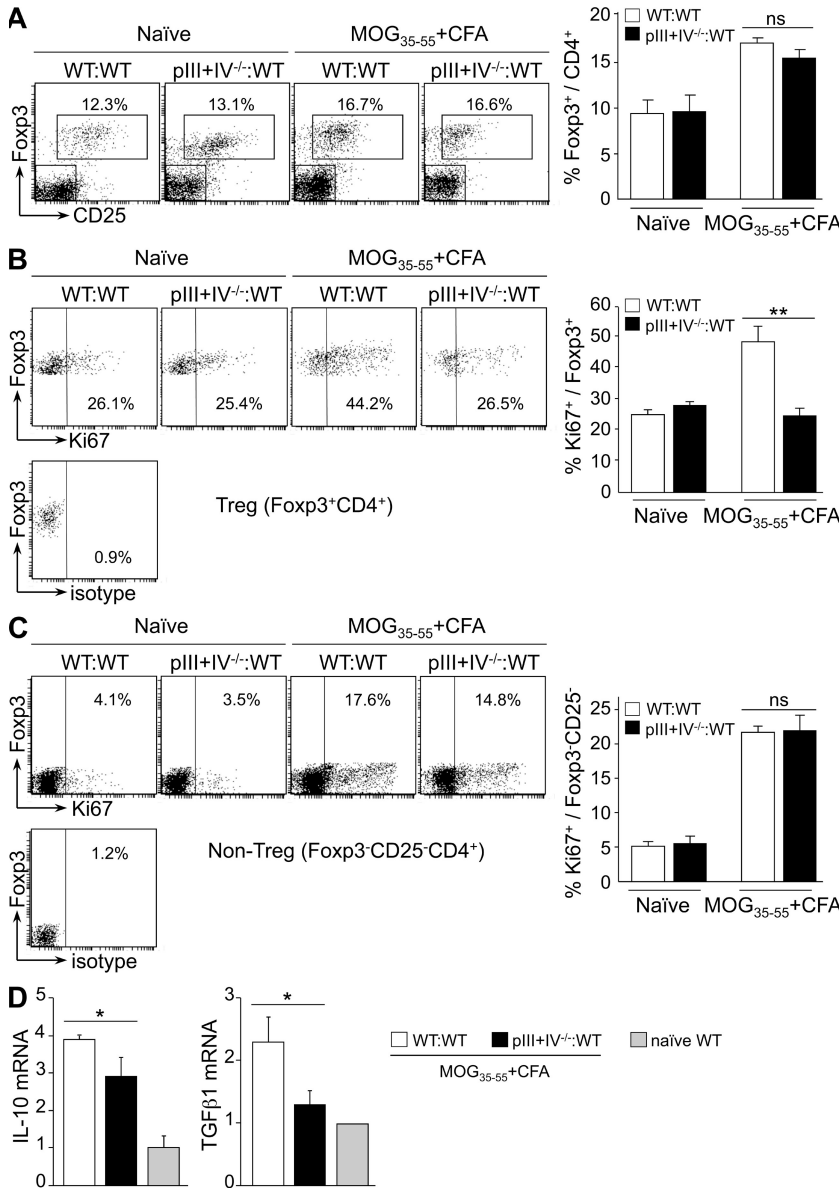 A
Naïve
MOG35-55+CFA
WT:WT
pIII+IV-/-:WT
WT:WT
pIII+IV-/-:WT
12.3%
13.1%
16.7%
16.6%
Foxp3
CD25
20
15
10
5
0
% Foxp3+ / CD4+
WT:WT
pIII+IV-/-:WT
ns
Naïve
MOG35-55+CFA
B
Naïve
MOG35-55+CFA
WT:WT
pIII+IV-/-:WT
WT:WT
pIII+IV-/-:WT
26.1%
25.4%
44.2%
26.5%
Foxp3
Ki67
Foxp3
0.9%
isotype
Treg (Foxp3+CD4+)
60
50
40
30
20
10
0
% Ki67+ / Foxp3+
WT:WT
pIII+IV-/-:WT
**
Naïve
MOG35-55+CFA
C
Naïve
MOG35-55+CFA
WT:WT
pIII+IV-/-:WT
WT:WT
pIII+IV-/-:WT
4.1%
3.5%
17.6%
14.8%
Foxp3
Ki67
Foxp3
1.2%
isotype
Non-Treg (Foxp3-CD25-CD4+)
25
20
15
10
5
0
% Ki67+ / Foxp3-CD25-
WT:WT
pIII+IV-/-:WT
ns
Naïve
MOG35-55+CFA
D
5
4
3
2
1
0
IL-10 mRNA
*
3
2
1
0
TGFβ1 mRNA
*
WT:WT
pIII+IV-/-:WT
naïve WT
MOG35-55+CFA